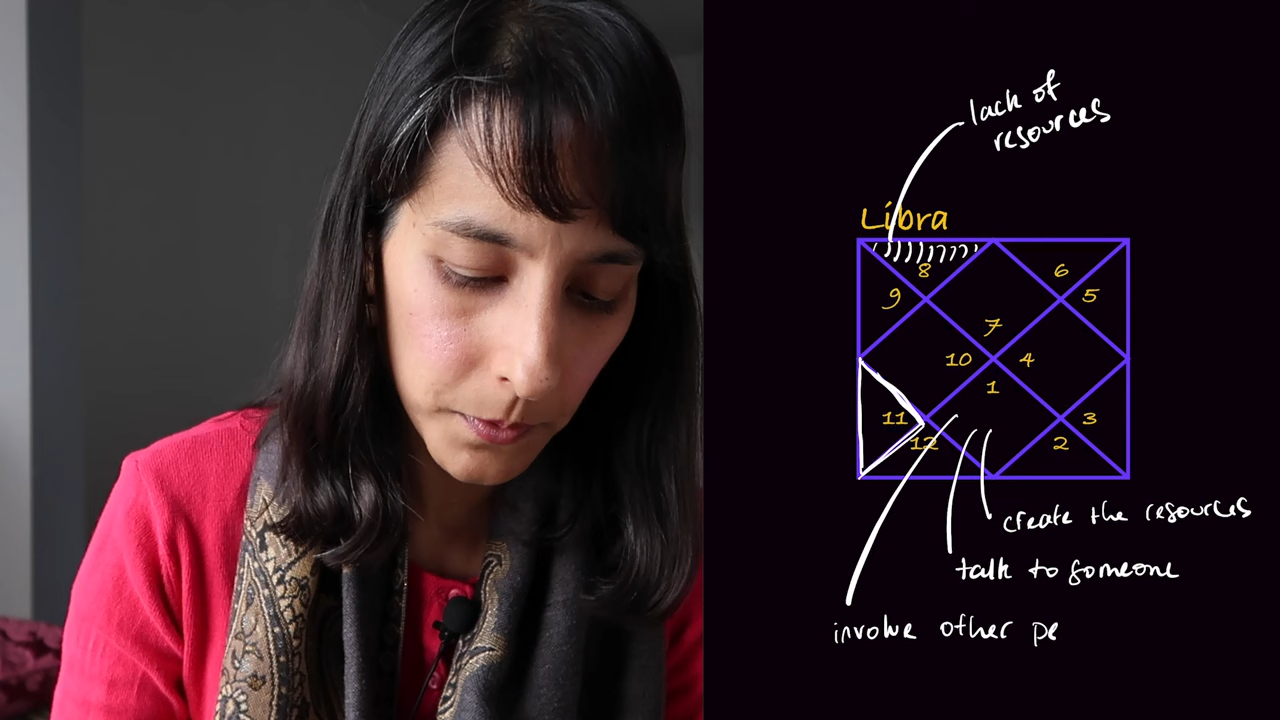 lack of
resources
Libra
8
6
9
5
7
10
4
1
11
3
12
2
create the resources
talk to someone
involve other pe